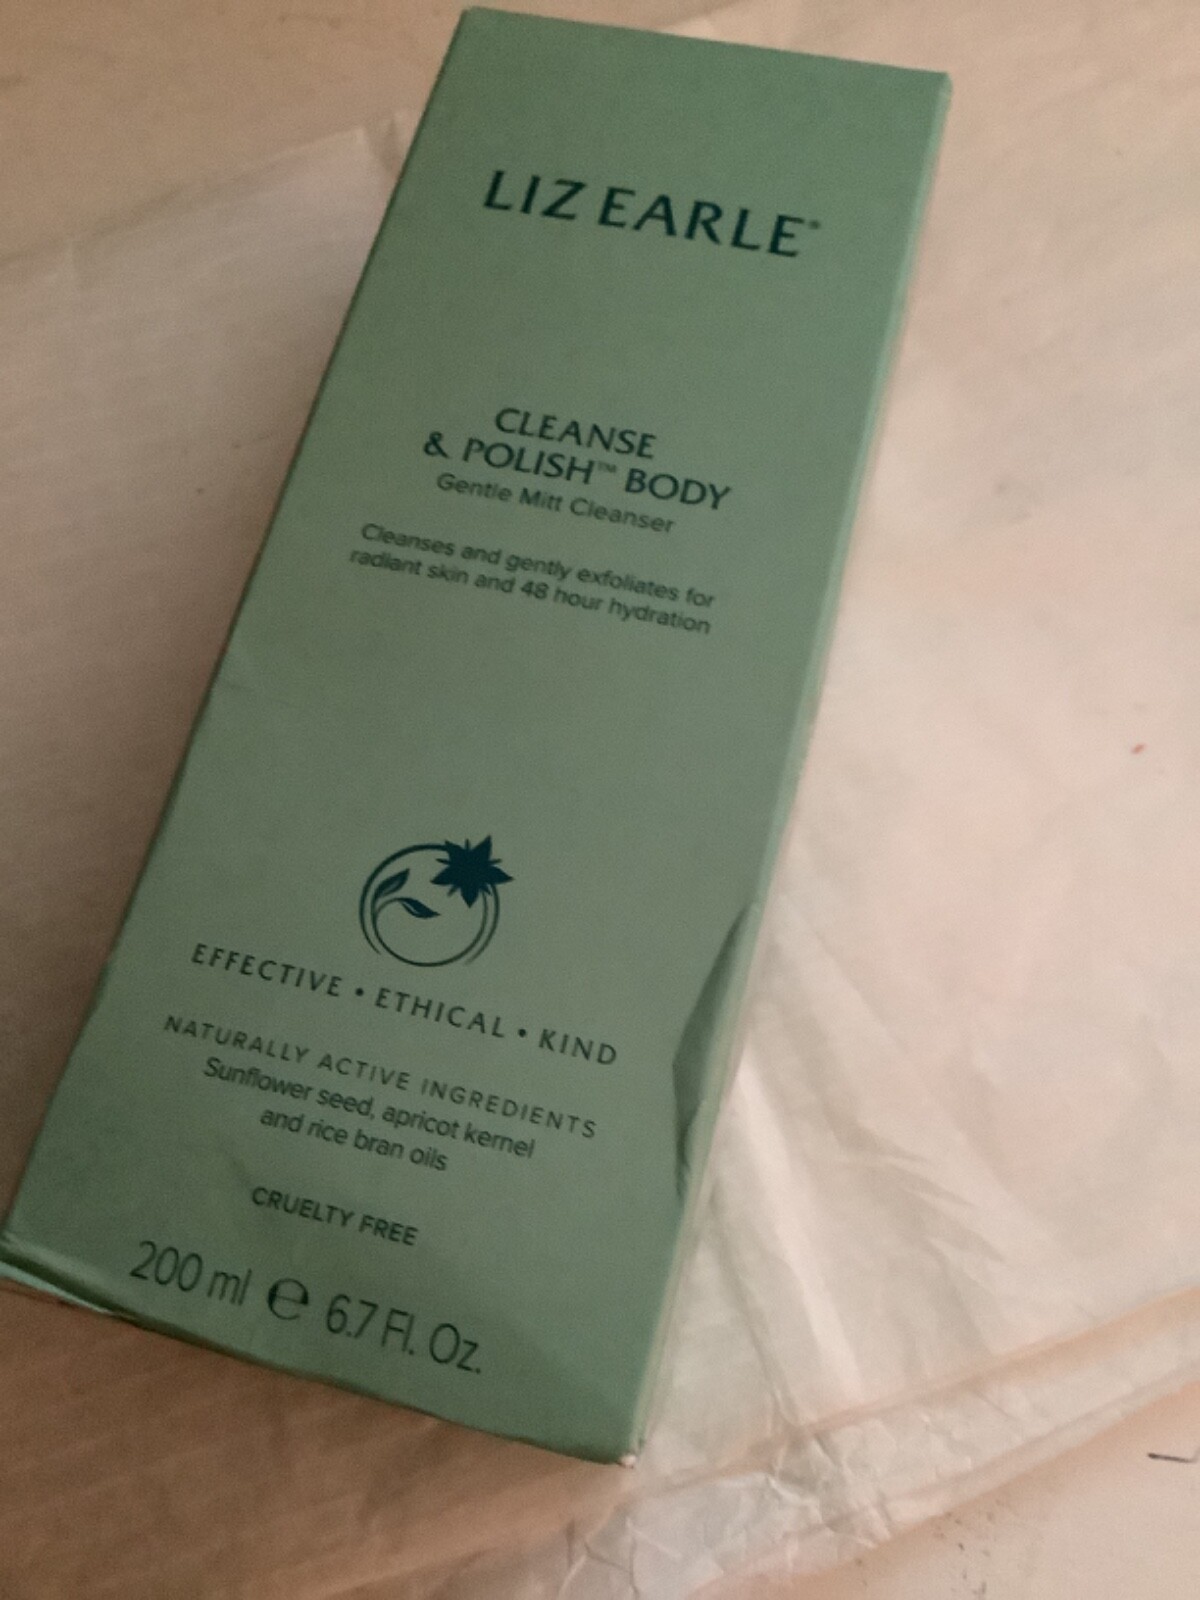 LIZ EARLE®
CLEANSE
& POLISH™ BODY
Gentle Mitt Cleanser
Cleanses and gently exfoliates for
radiant skin and 48 hour hydration
EFFECTIVE • ETHICAL • KIND
NATURALLY ACTIVE INGREDIENTS
Sunflower seed, apricot kernel
and rice bran oils
CRUELTY FREE
200 ml ℮ 6.7 Fl. Oz.